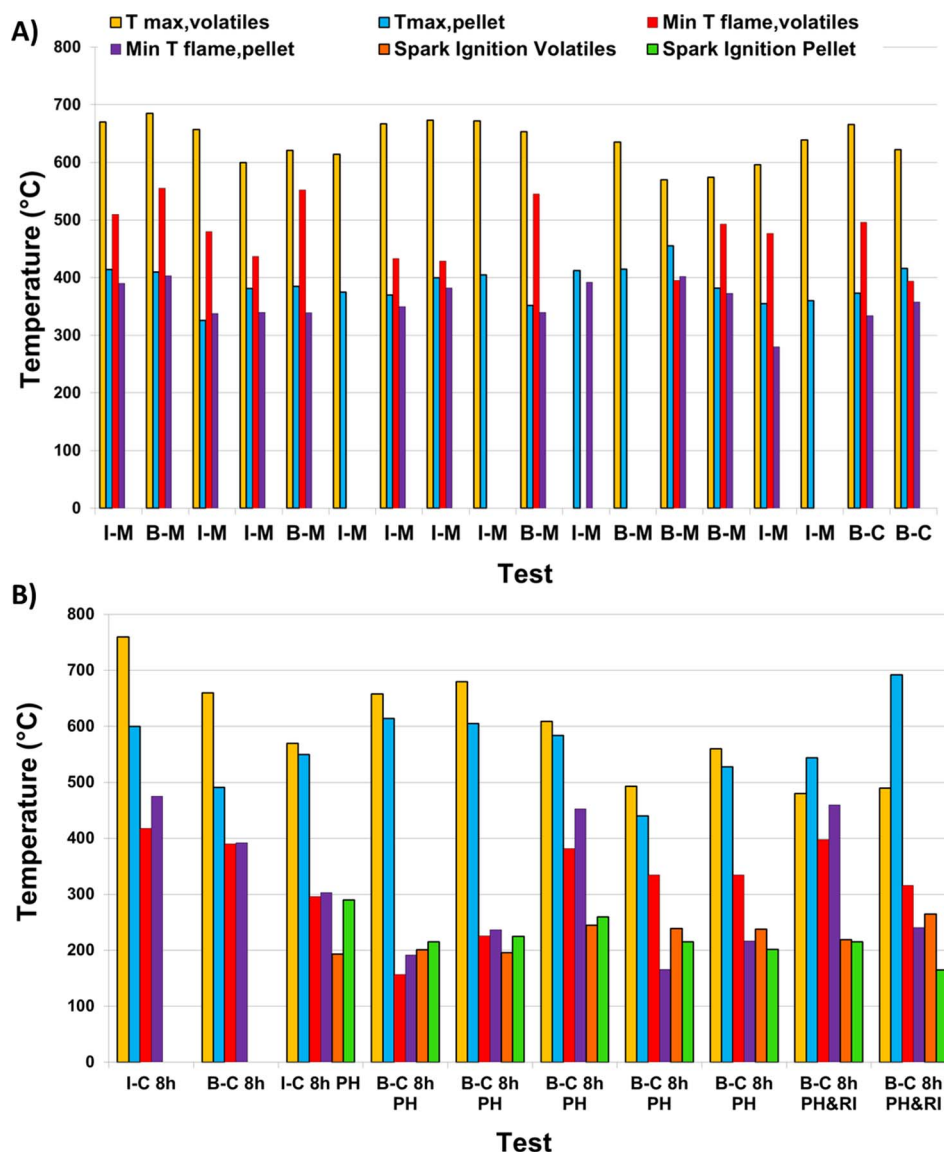 A)
T max,volatiles Tmax,pellet Min T flame,volatiles
Min T flame,pellet Spark Ignition Volatiles Spark Ignition Pellet
Temperature (°C)
800
700
600
500
400
300
200
100
0
I-M B-M I-M I-M B-M I-M I-M I-M I-M B-M I-M B-M B-M B-M I-M I-M B-C B-C
Test
B)
Temperature (°C)
800
700
600
500
400
300
200
100
0
I-C 8h B-C 8h I-C 8h PH B-C 8h B-C 8h B-C 8h B-C 8h B-C 8h B-C 8h B-C 8h
PH PH PH PH PH PH&RI PH&RI
Test